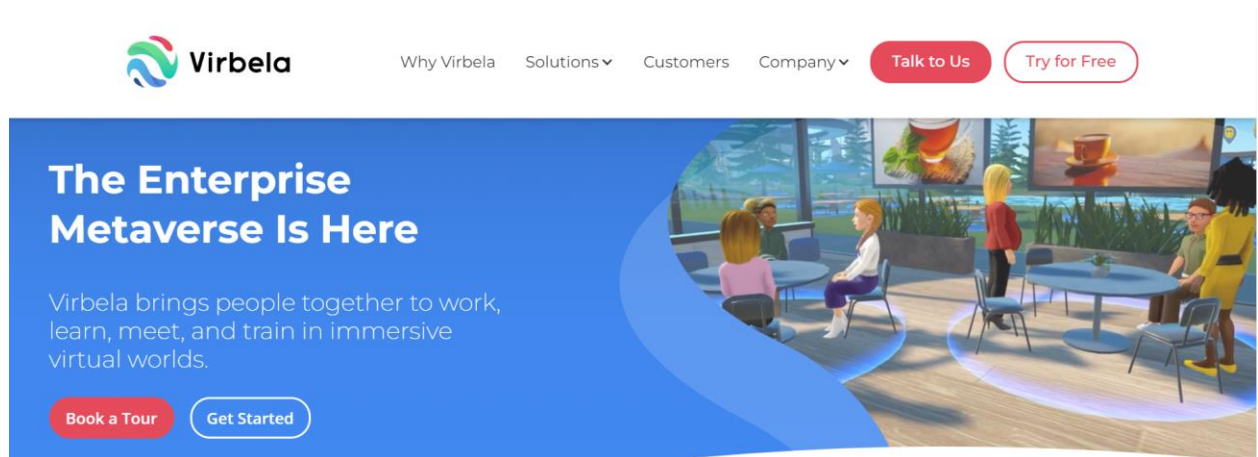 Virbela
Why Virbela
Solutions
Customers
Company
Talk to Us
Try for Free
The Enterprise
Metaverse Is Here
Virbela brings people together to work,
learn, meet, and train in immersive
virtual worlds.
Book a Tour
Get Started